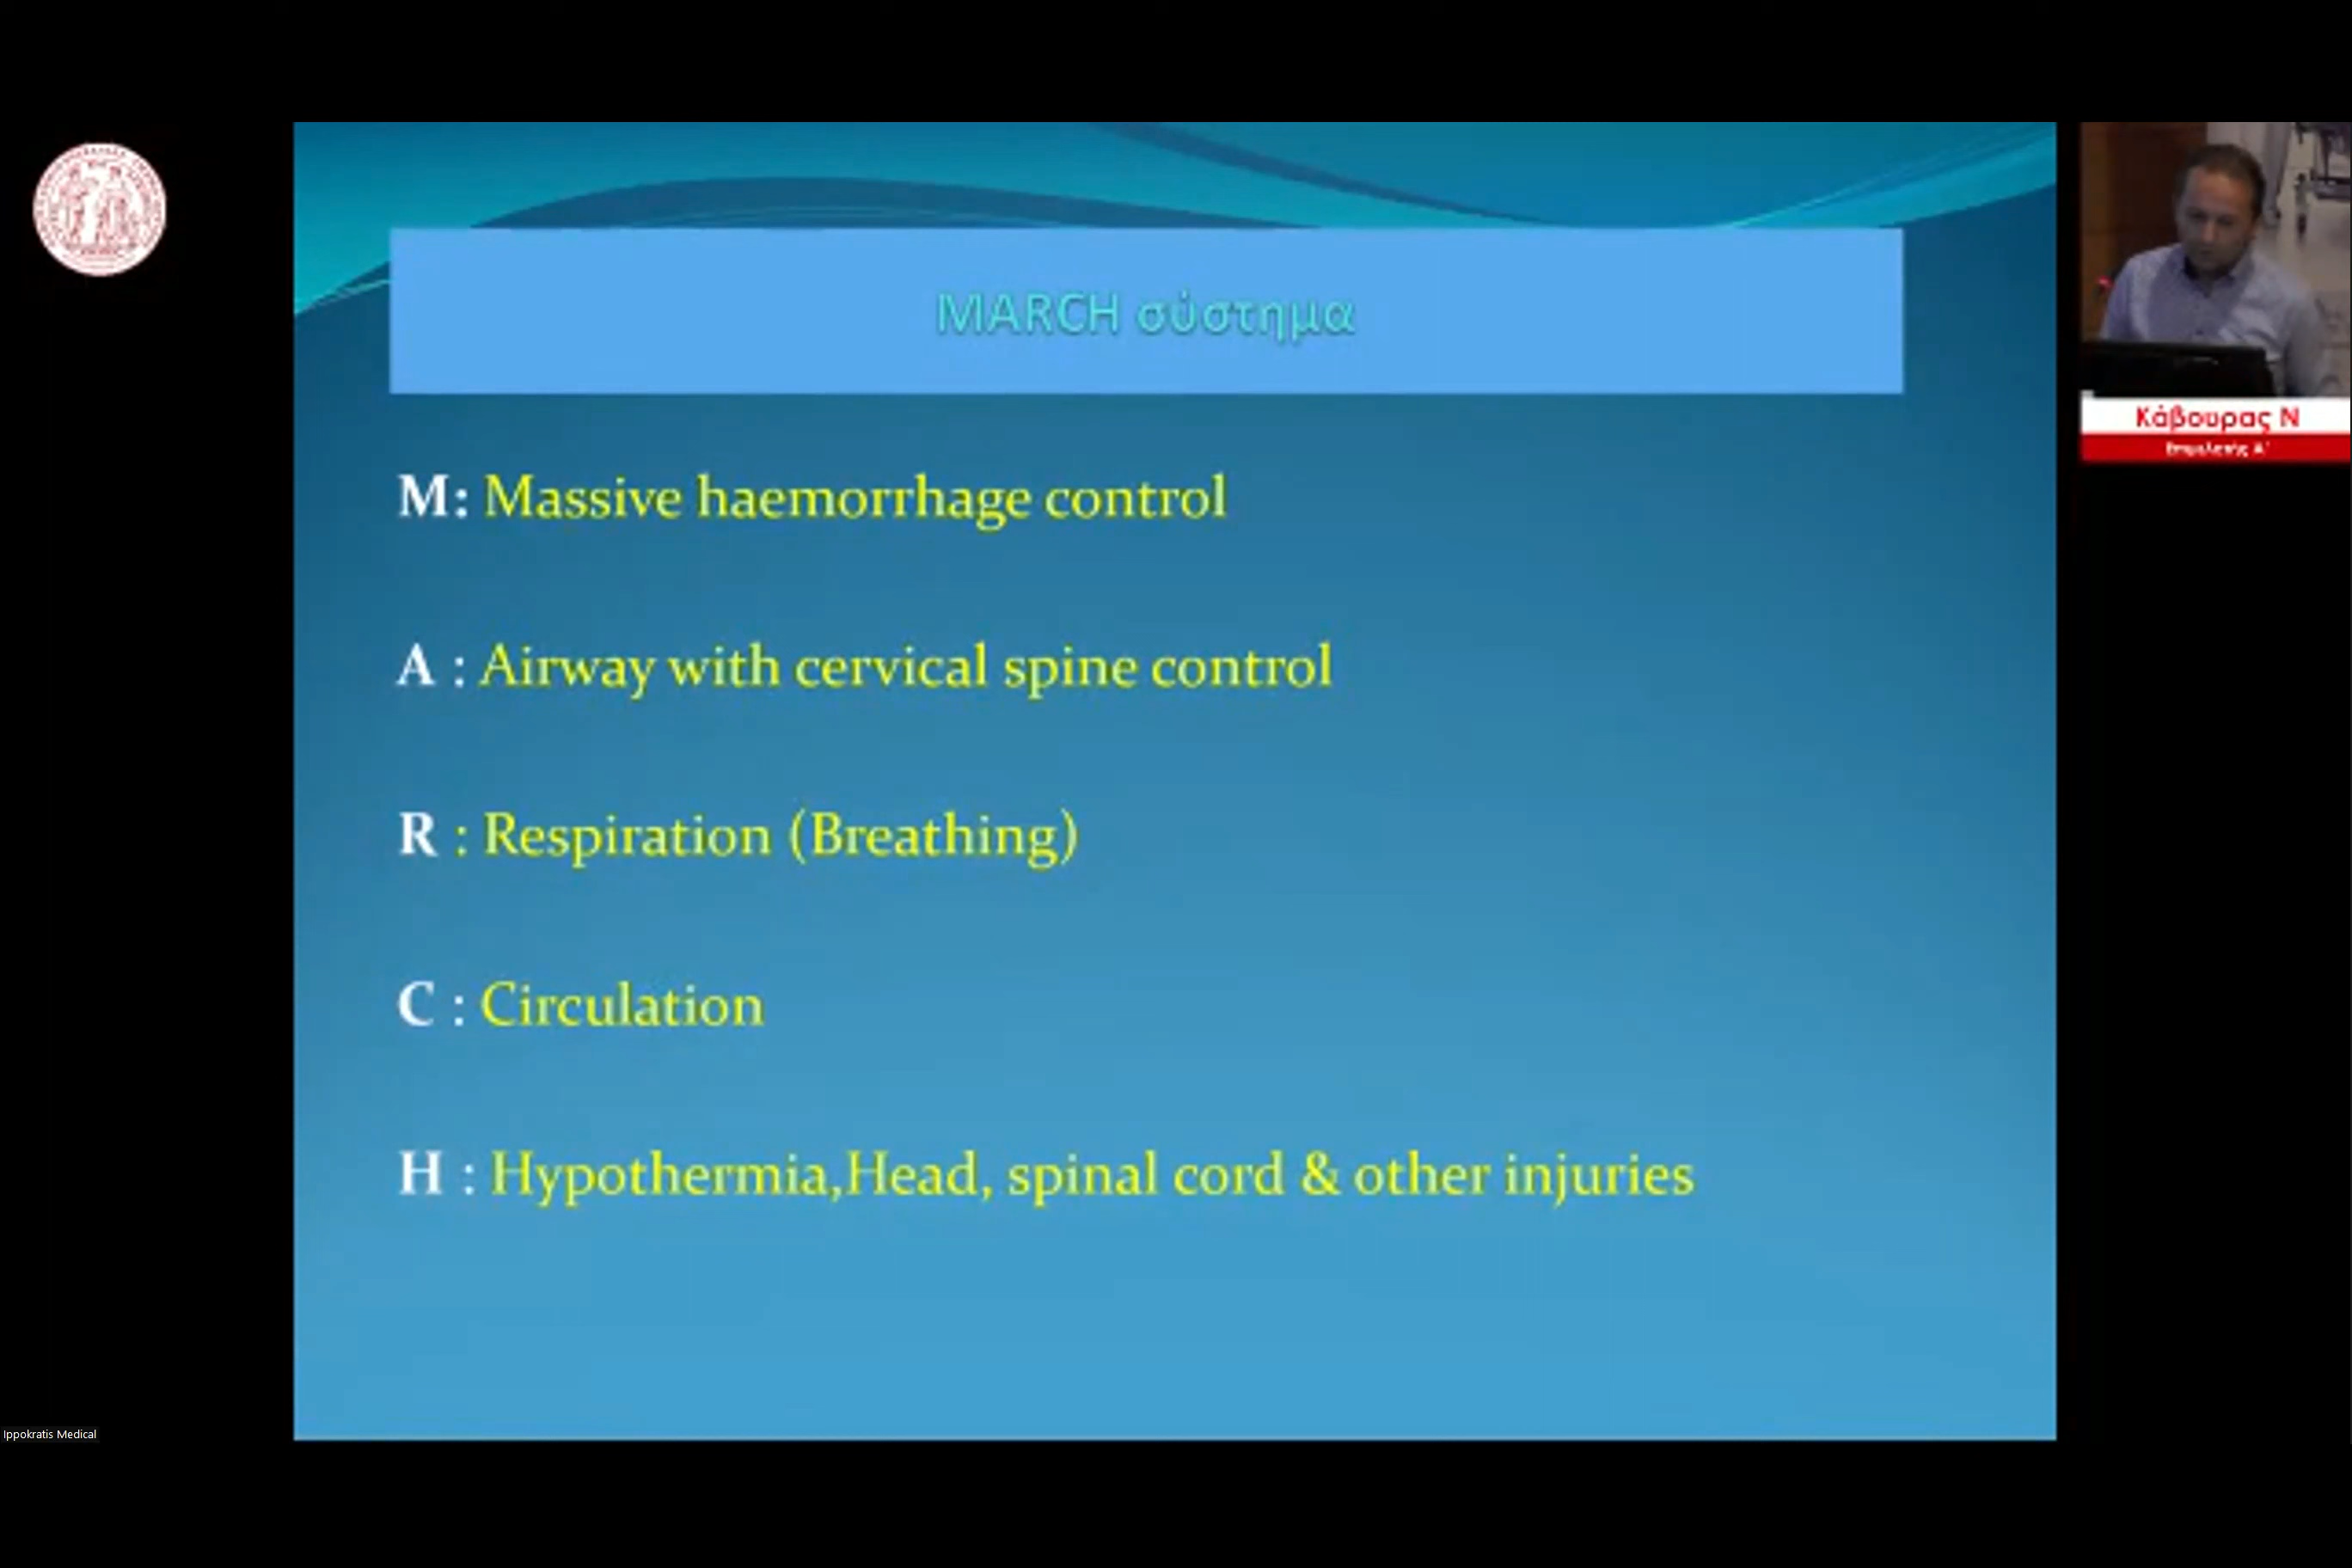 MARCH σύστημα
M: Massive haemorrhage control
A : Airway with cervical spine control
R : Respiration (Breathing)
C : Circulation
H : Hypothermia,Head, spinal cord & other injuries
Κάβουρας Ν
Επιμελητής Α'
Ippokratis Medical